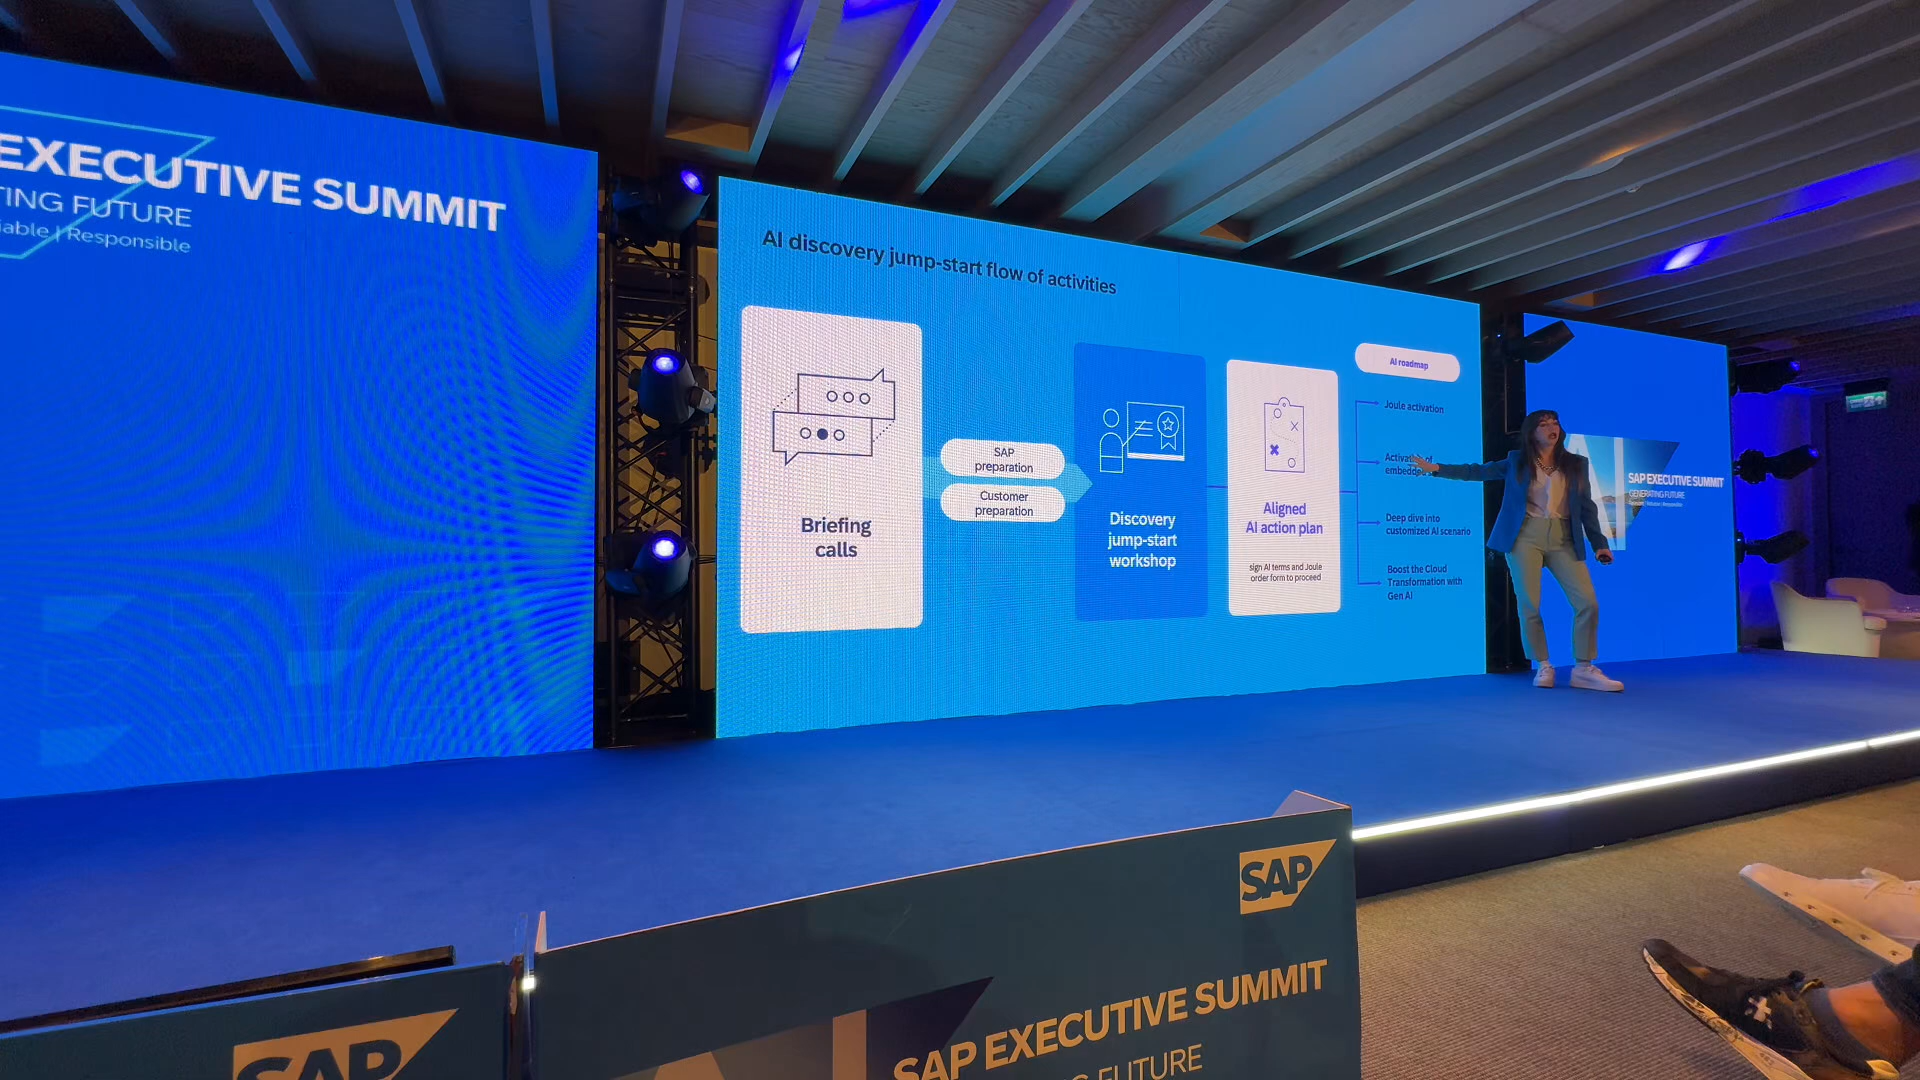 EXECUTIVE SUMMIT
TING FUTURE
iable | Responsible
AI discovery jump-start flow of activities
Briefing
calls
SAP
preparation
Customer
preparation
Discovery
jump-start
workshop
Aligned
AI action plan
sign AI terms and Joule
order form to proceed
AI roadmap
Joule activation
of
embedded
Deep dive into
customized AI scenario
Boost the Cloud
Transformation with
Gen AI
SAP EXECUTIVE SUMMIT
GENERATING FUTURE
SAP
SAP EXECUTIVE SUMMIT
G FUTURE
SAP